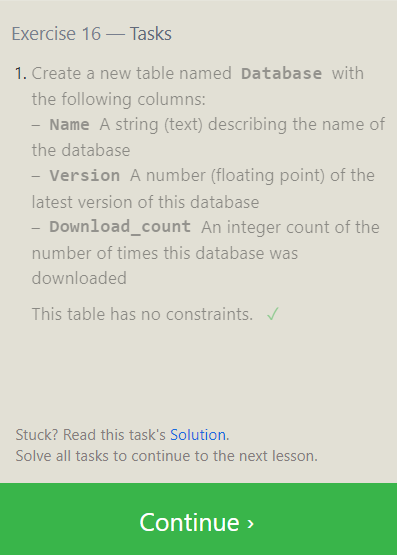 Exercise 16 — Tasks
1. Create a new table named Database with
the following columns:
– Name A string (text) describing the name of
the database
– Version A number (floating point) of the
latest version of this database
– Download_count An integer count of the
number of times this database was
downloaded
This table has no constraints. ✓
Stuck? Read this task's Solution.
Solve all tasks to continue to the next lesson.
Continue ›